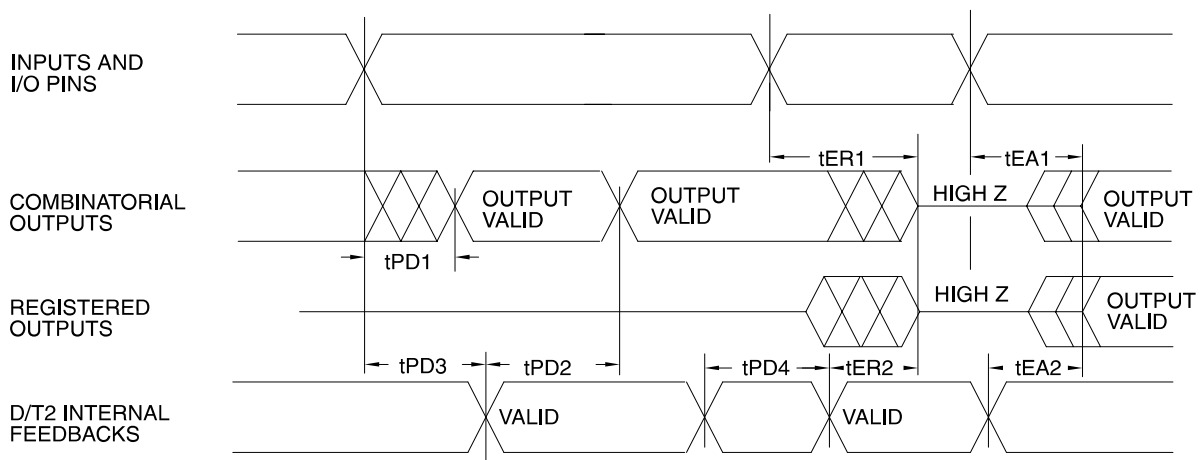 INPUTS AND
I/O PINS
tER1
tEA1
COMBINATORIAL
OUTPUTS
OUTPUT
VALID
OUTPUT
VALID
HIGH Z
OUTPUT
VALID
tPD1
REGISTERED
OUTPUTS
HIGH Z
OUTPUT
VALID
tPD3
tPD2
tPD4
tER2
tEA2
D/T2 INTERNAL
FEEDBACKS
VALID
VALID